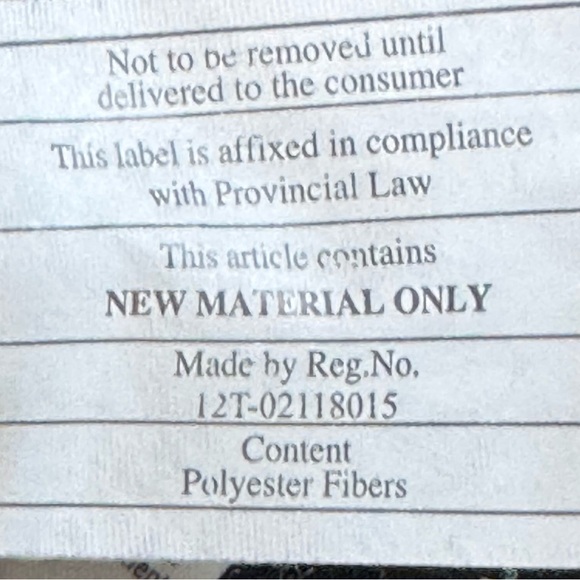 Not to be removed until
delivered to the consumer
This label is affixed in compliance
with Provincial Law
This article contains
NEW MATERIAL ONLY
Made by Reg.No.
12T-02118015
Content
Polyester Fibers